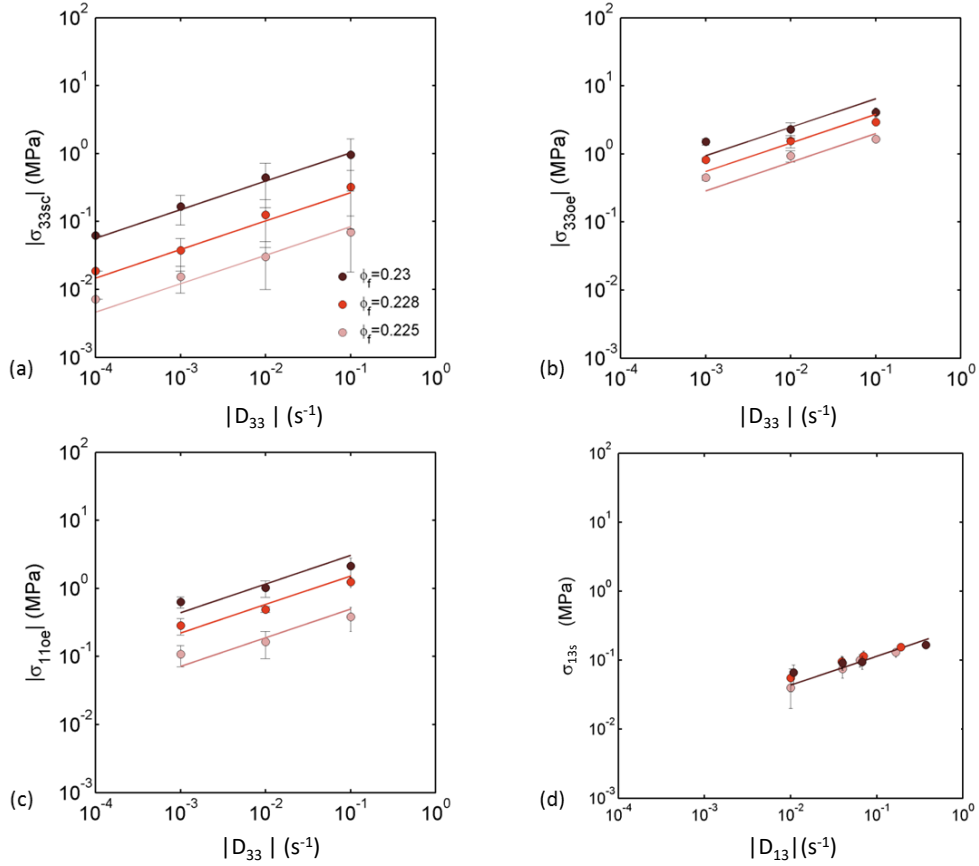 10²
10¹
10⁰
10⁻¹
10⁻²
10⁻³
|σ₃₃sc| (MPa)
ϕf=0.23
ϕf=0.228
ϕf=0.225
(a)
10⁻⁴ 10⁻³ 10⁻² 10⁻¹ 10⁰
|D₃₃ | (s⁻¹)
10²
10¹
10⁰
10⁻¹
10⁻²
10⁻³
|σ₃₃oe| (MPa)
(b)
10⁻⁴ 10⁻³ 10⁻² 10⁻¹ 10⁰
|D₃₃ | (s⁻¹)
10²
10¹
10⁰
10⁻¹
10⁻²
10⁻³
|σ₁₁oe| (MPa)
(c)
10⁻⁴ 10⁻³ 10⁻² 10⁻¹ 10⁰
|D₃₃ | (s⁻¹)
10²
10¹
10⁰
10⁻¹
10⁻²
10⁻³
σ₁₃s (MPa)
(d)
10⁻⁴ 10⁻³ 10⁻² 10⁻¹ 10⁰
|D₁₃|(s⁻¹)